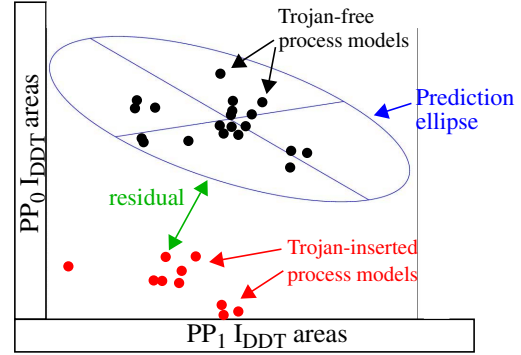 Trojan-free
process models
Prediction
ellipse
residual
Trojan-inserted
process models
PP0 IDDT areas
PP1 IDDT areas